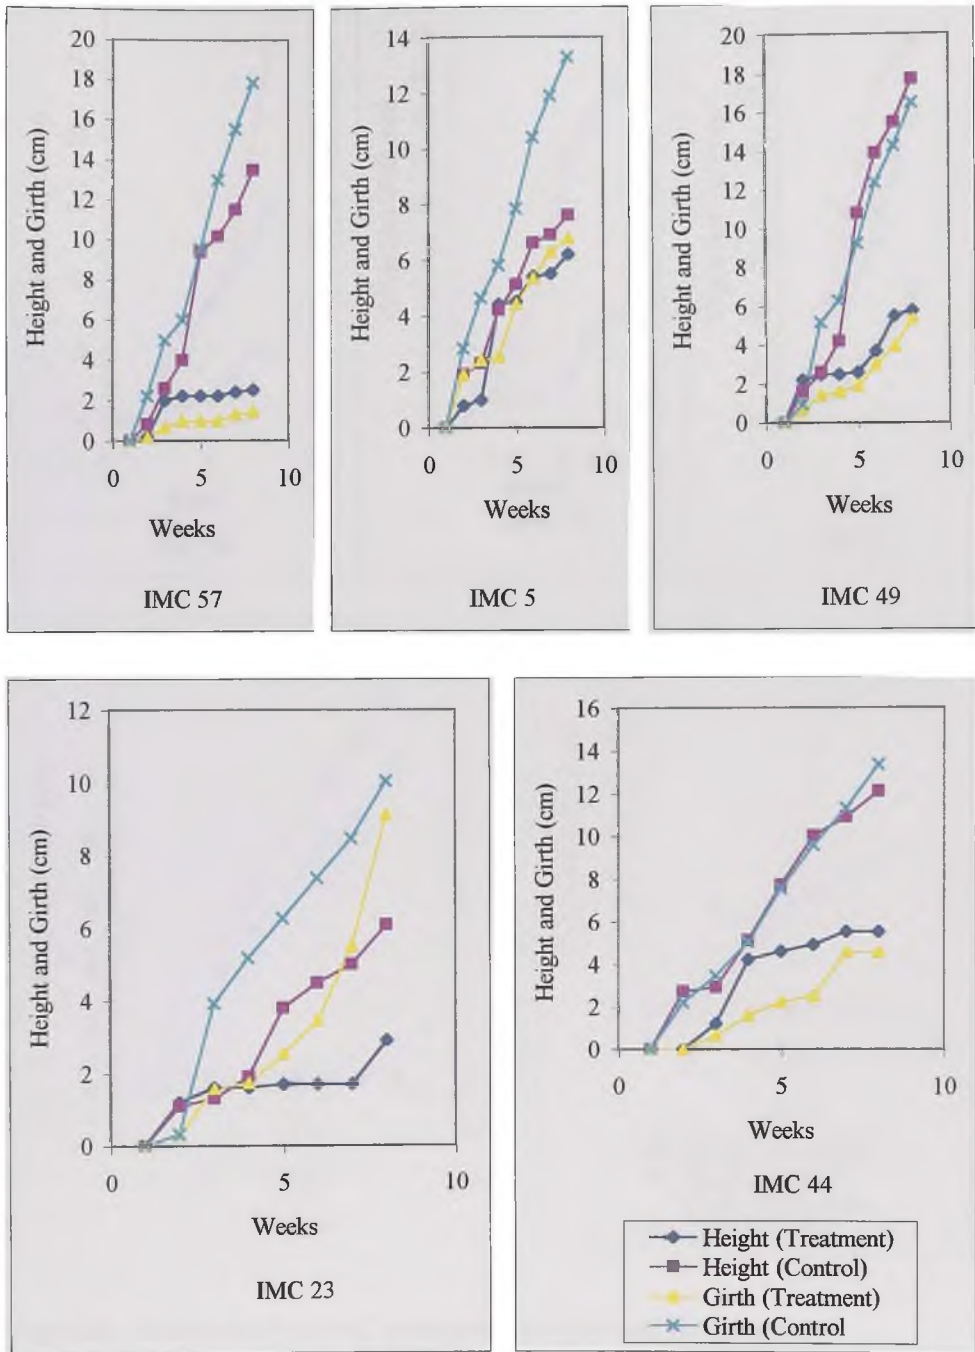 20
18
16
14
12
10
8
6
4
2
0
Height and Girth (cm)
0 5 10
Weeks
IMC 57
14
12
10
8
6
4
2
0
Height and Girth (cm)
0 5 10
Weeks
IMC 5
20
18
16
14
12
10
8
6
4
2
0
Height and Girth (cm)
0 5 10
Weeks
IMC 49
12
10
8
6
4
2
0
Height and Girth (cm)
0 5 10
Weeks
IMC 23
16
14
12
10
8
6
4
2
0
Height and Girth (cm)
0 5 10
Weeks
IMC 44
Height (Treatment)
Height (Control)
Girth (Treatment)
Girth (Control